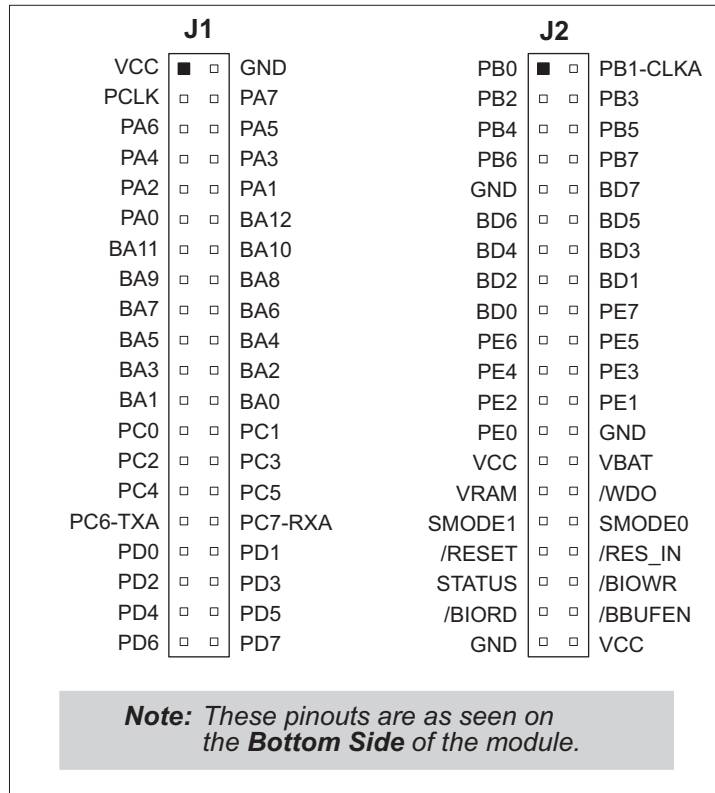 J1 J2
VCC GND PB0 PB1-CLKA
PCLK PA7 PB2 PB3
PA6 PA5 PB4 PB5
PA4 PA3 PB6 PB7
PA2 PA1 GND BD7
PA0 BA12 BD6 BD5
BA11 BA10 BD4 BD3
BA9 BA8 BD2 BD1
BA7 BA6 BD0 PE7
BA5 BA4 PE6 PE5
BA3 BA2 PE4 PE3
BA1 BA0 PE2 PE1
PC0 PC1 PE0 GND
PC2 PC3 VCC VBAT
PC4 PC5 VRAM /WDO
PC6-TXA PC7-RXA SMODE1 SMODE0
PD0 PD1 /RESET /RES_IN
PD2 PD3 STATUS /BIOWR
PD4 PD5 /BIORD /BBUFEN
PD6 PD7 GND VCC
Note: These pinouts are as seen on
the Bottom Side of the module.